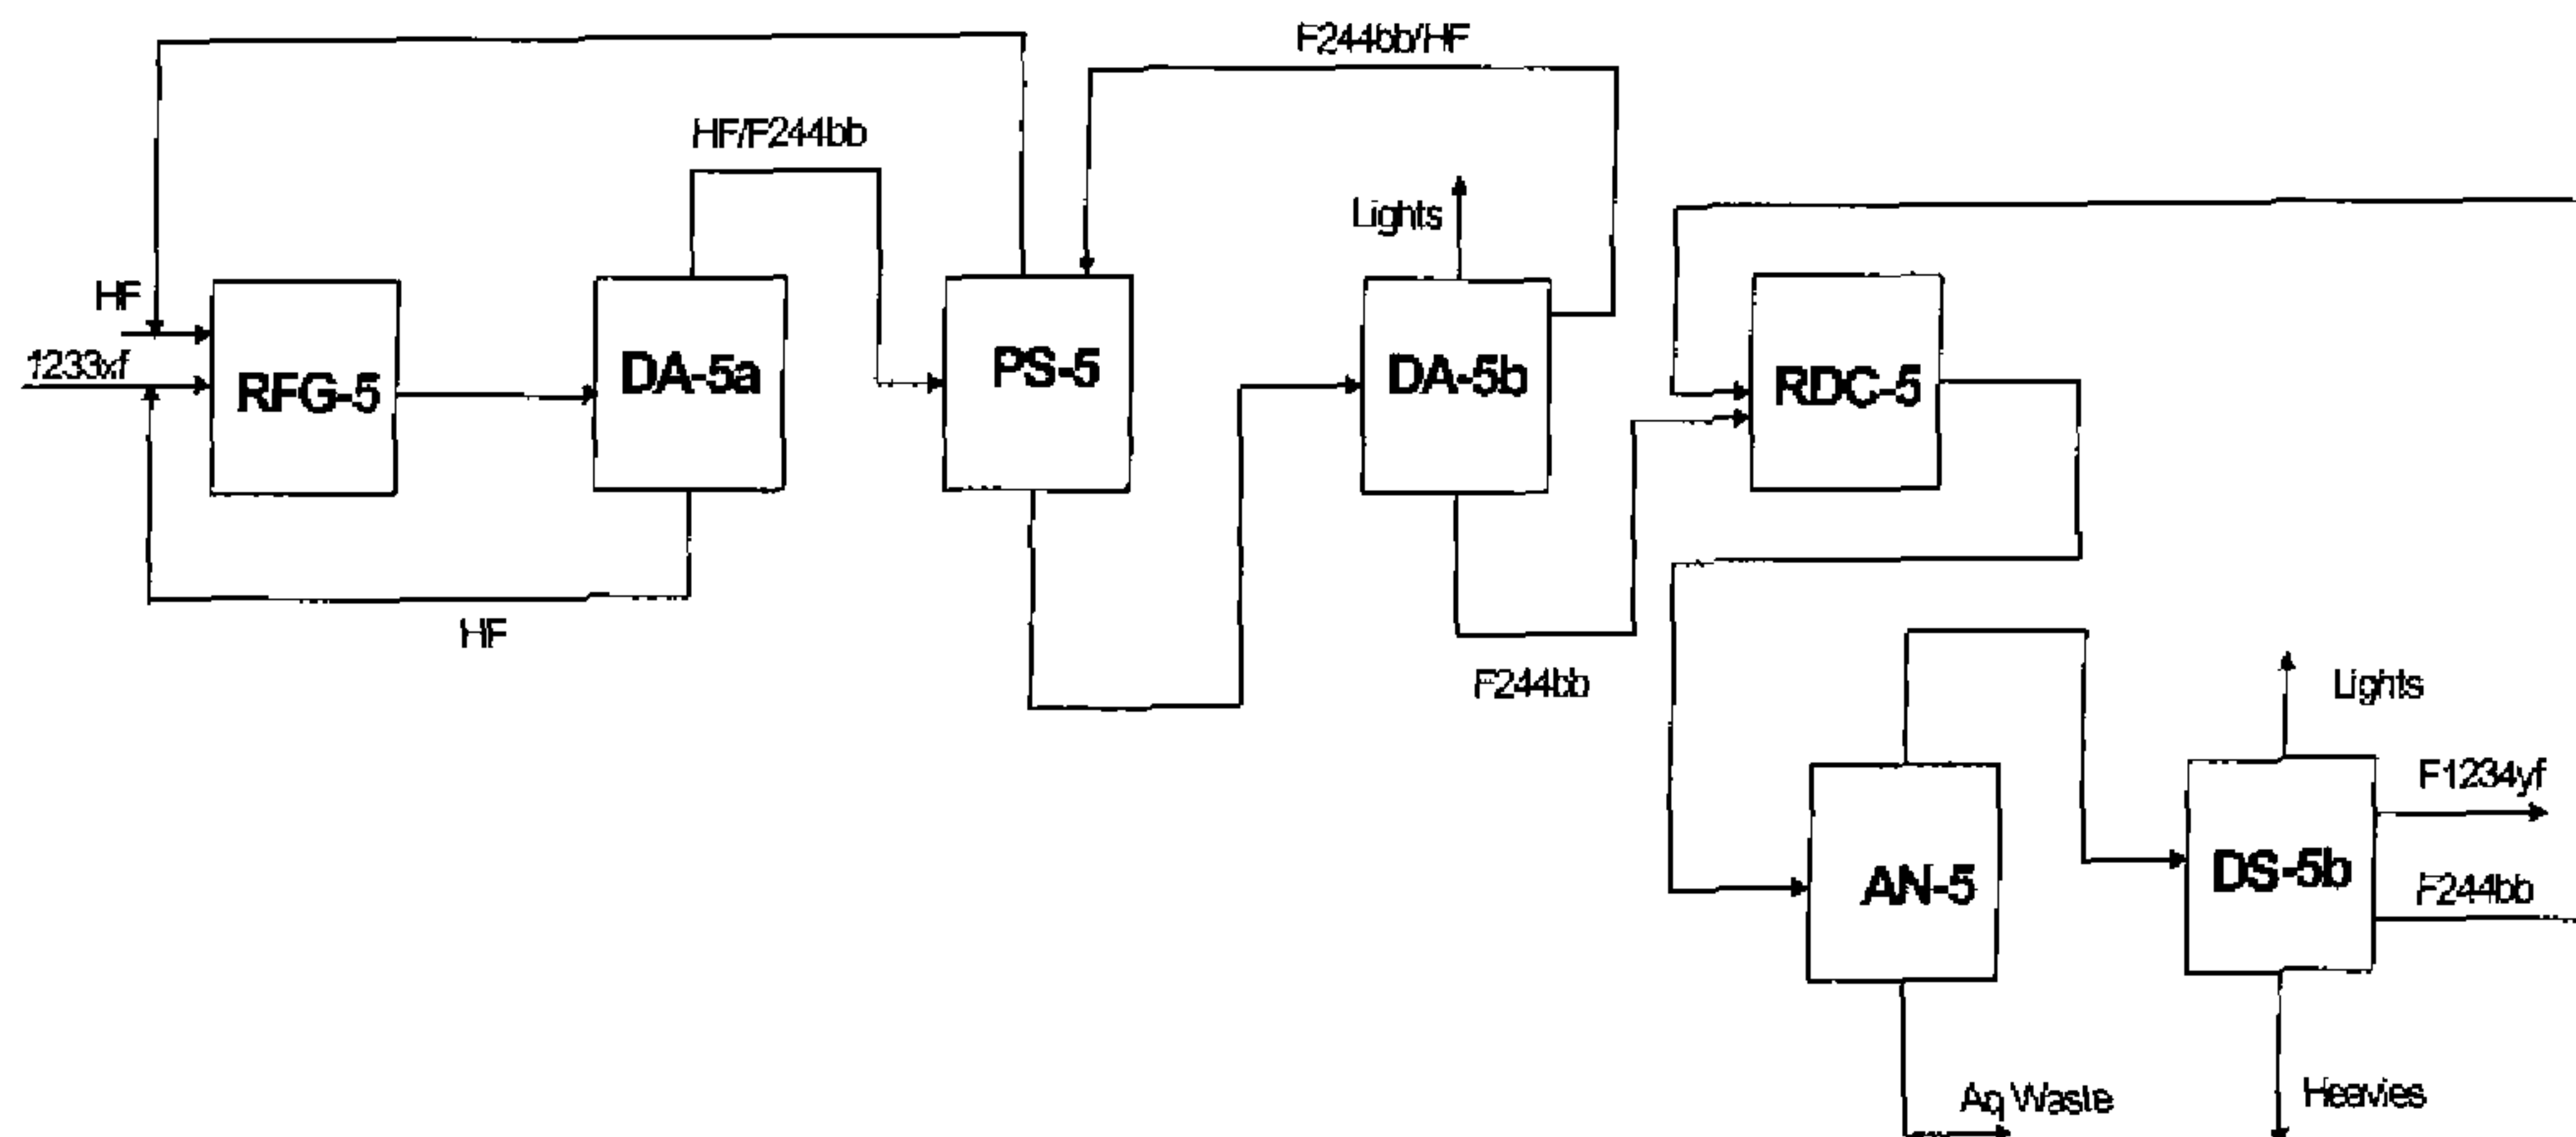 F244bb/HF
HF/F244bb
Lights
HF
1233xf
RFG-5
DA-5a
PS-5
DA-5b
RDC-5
HF
F244bb
Lights
F1234yf
AN-5
DS-5b
F244bb
Aq Waste
Heavies